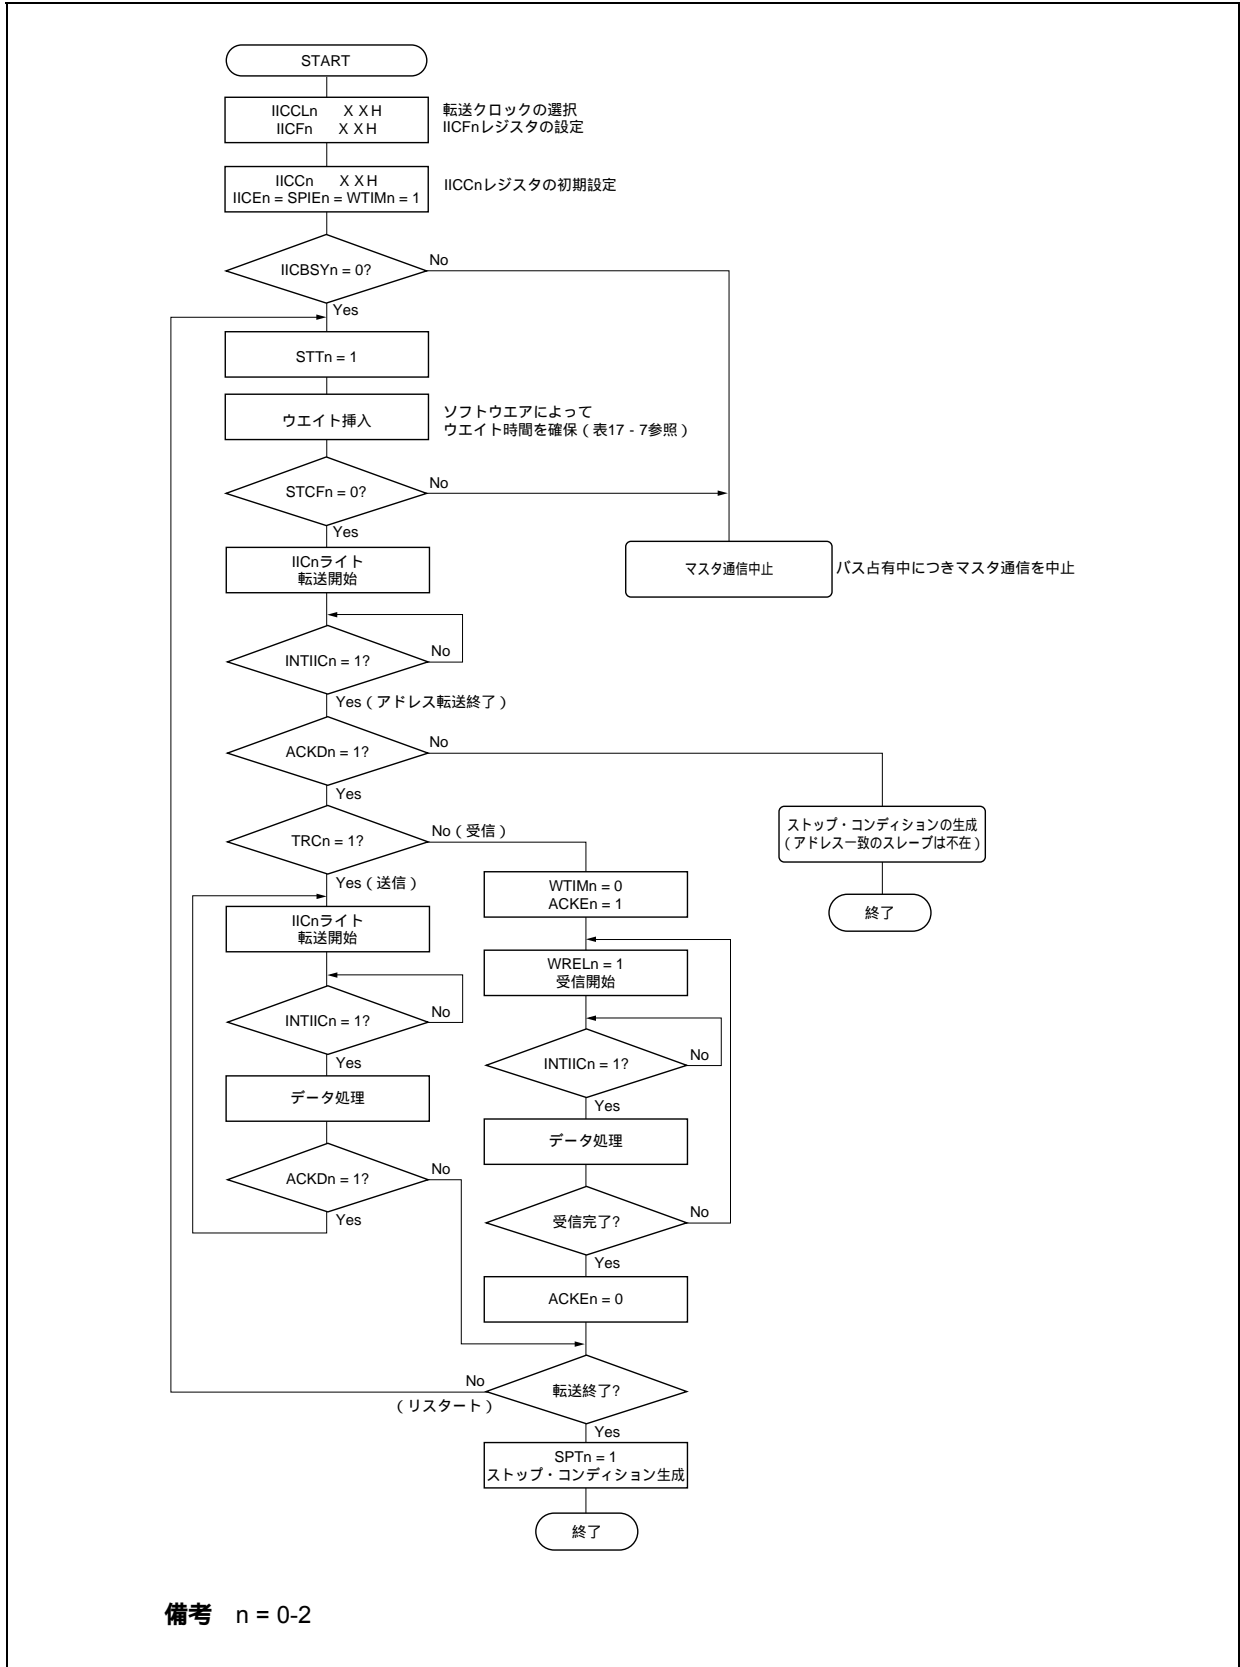 START
IICCLn　X X H
IICFn　X X H
転送クロックの選択
IICFnレジスタの設定
IICCn　X X H
IICEn = SPIEn = WTIMn = 1
IICCnレジスタの初期設定
IICBSYn = 0?
No
Yes
STTn = 1
ウエイト挿入
ソフトウエアによって
ウエイト時間を確保（表17 - 7参照）
STCFn = 0?
No
Yes
IICnライト
転送開始
マスタ通信中止
バス占有中につきマスタ通信を中止
INTIICn = 1?
No
Yes（アドレス転送終了）
ACKDn = 1?
No
Yes
ストップ・コンディションの生成
（アドレス一致のスレーブは不在）
終了
TRCn = 1?
No（受信）
Yes（送信）
WTIMn = 0
ACKEn = 1
IICnライト
転送開始
WRELn = 1
受信開始
INTIICn = 1?
No
Yes
INTIICn = 1?
No
Yes
データ処理
データ処理
ACKDn = 1?
No
Yes
受信完了?
No
Yes
ACKEn = 0
転送終了?
No
（リスタート）
Yes
SPTn = 1
ストップ・コンディション生成
終了
備考　n = 0-2